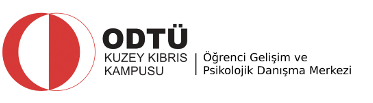 ODTÜ
KUZEY KIBRIS
KAMPUSU
Öğrenci Gelişim ve
Psikolojik Danışma Merkezi